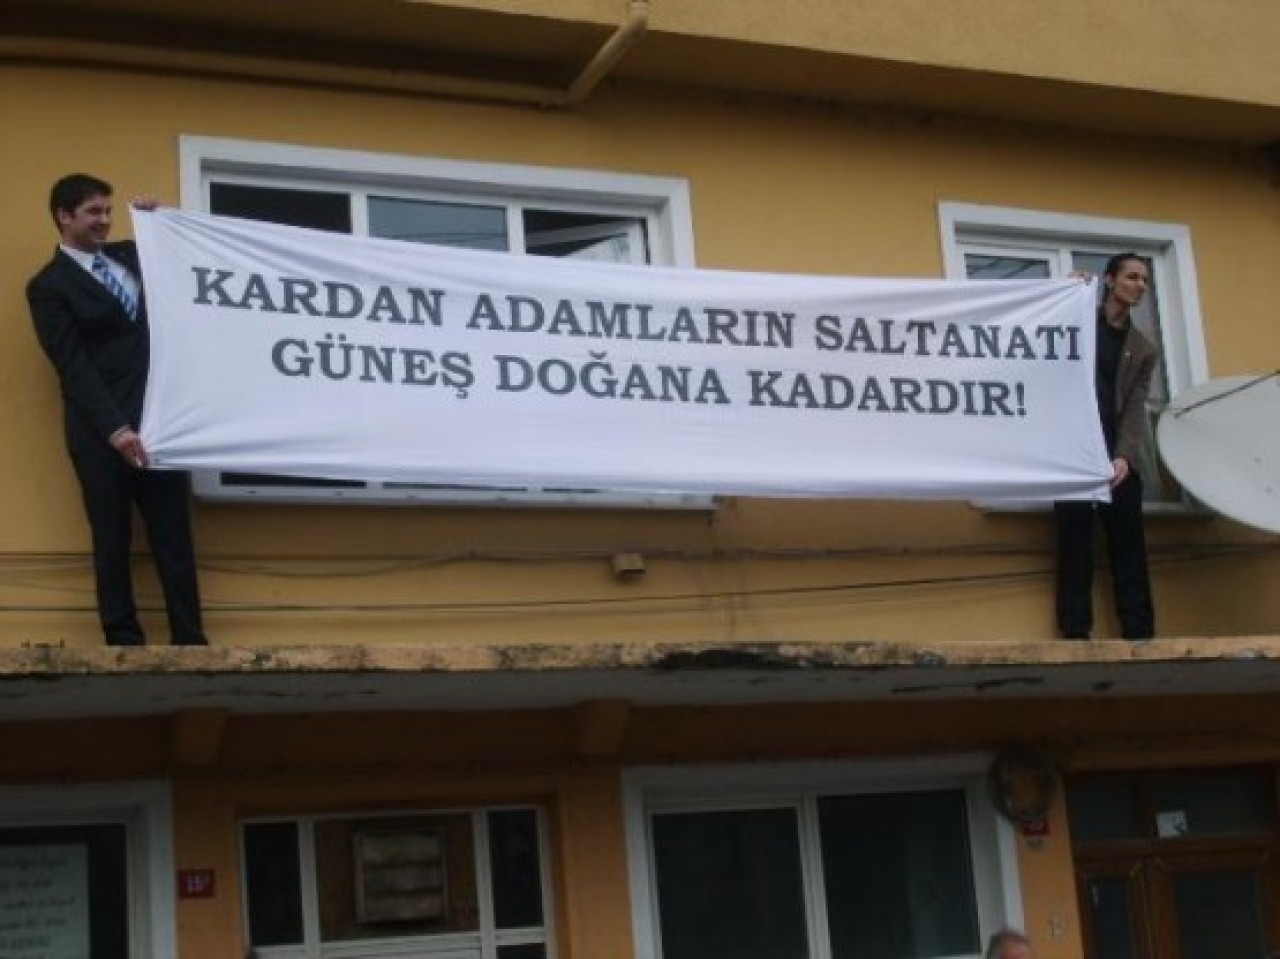 KARDAN ADAMLARIN SALTANATI
GÜNEŞ DOĞANA KADARDIR!